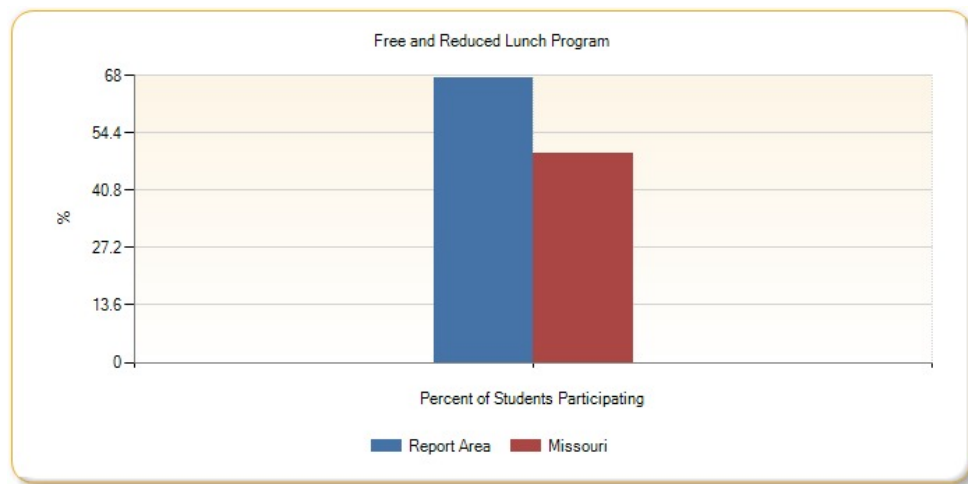 Free and Reduced Lunch Program
68
54.4
40.8
27.2
13.6
0
%
Percent of Students Participating
Report Area Missouri